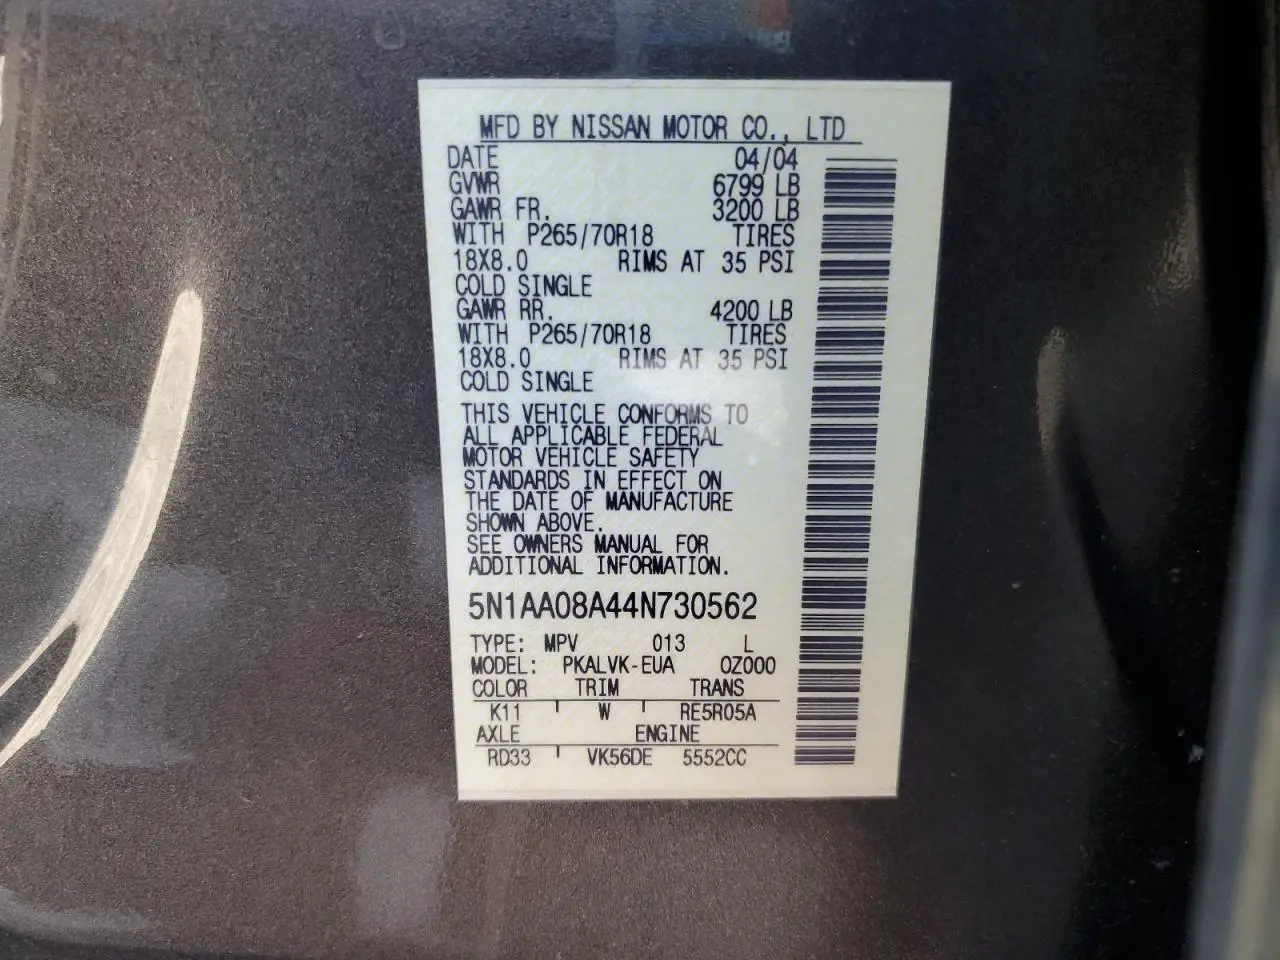 MFD BY NISSAN MOTOR CO., LTD
DATE 04/04
GVWR 6799 LB
GAWR FR. 3200 LB
WITH P265/70R18 TIRES
18X8.0 RIMS AT 35 PSI
COLD SINGLE
GAWR RR. 4200 LB
WITH P265/70R18 TIRES
18X8.0 RIMS AT 35 PSI
COLD SINGLE
THIS VEHICLE CONFORMS TO
ALL APPLICABLE FEDERAL
MOTOR VEHICLE SAFETY
STANDARDS IN EFFECT ON
THE DATE OF MANUFACTURE
SHOWN ABOVE.
SEE OWNERS MANUAL FOR
ADDITIONAL INFORMATION.
5N1AA08A44N730562
TYPE: MPV 013 L
MODEL: PKALVK-EUA 0Z000
COLOR TRIM TRANS
K11 W RE5R05A
AXLE ENGINE
RD33 VK56DE 5552CC